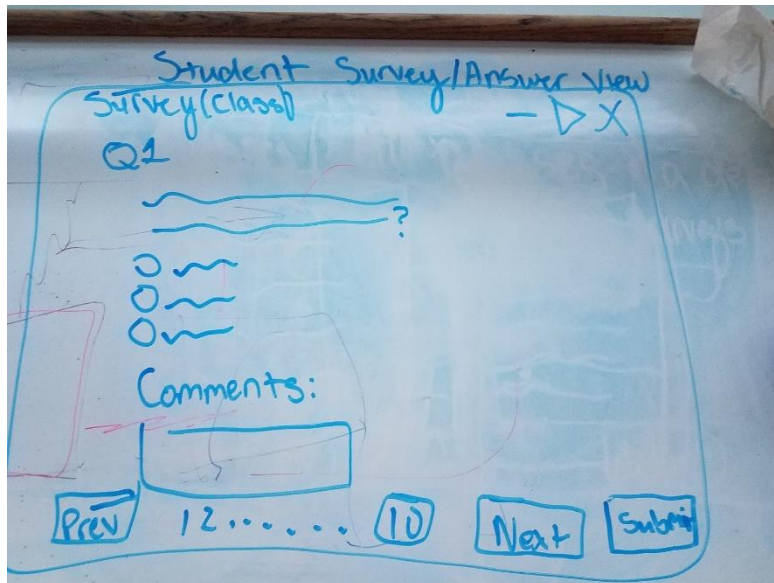 Student Survey/Answer View
Survey(Class) – ▷ X
Q1
?
Comments:
Prev 12....... 10 Next Submit